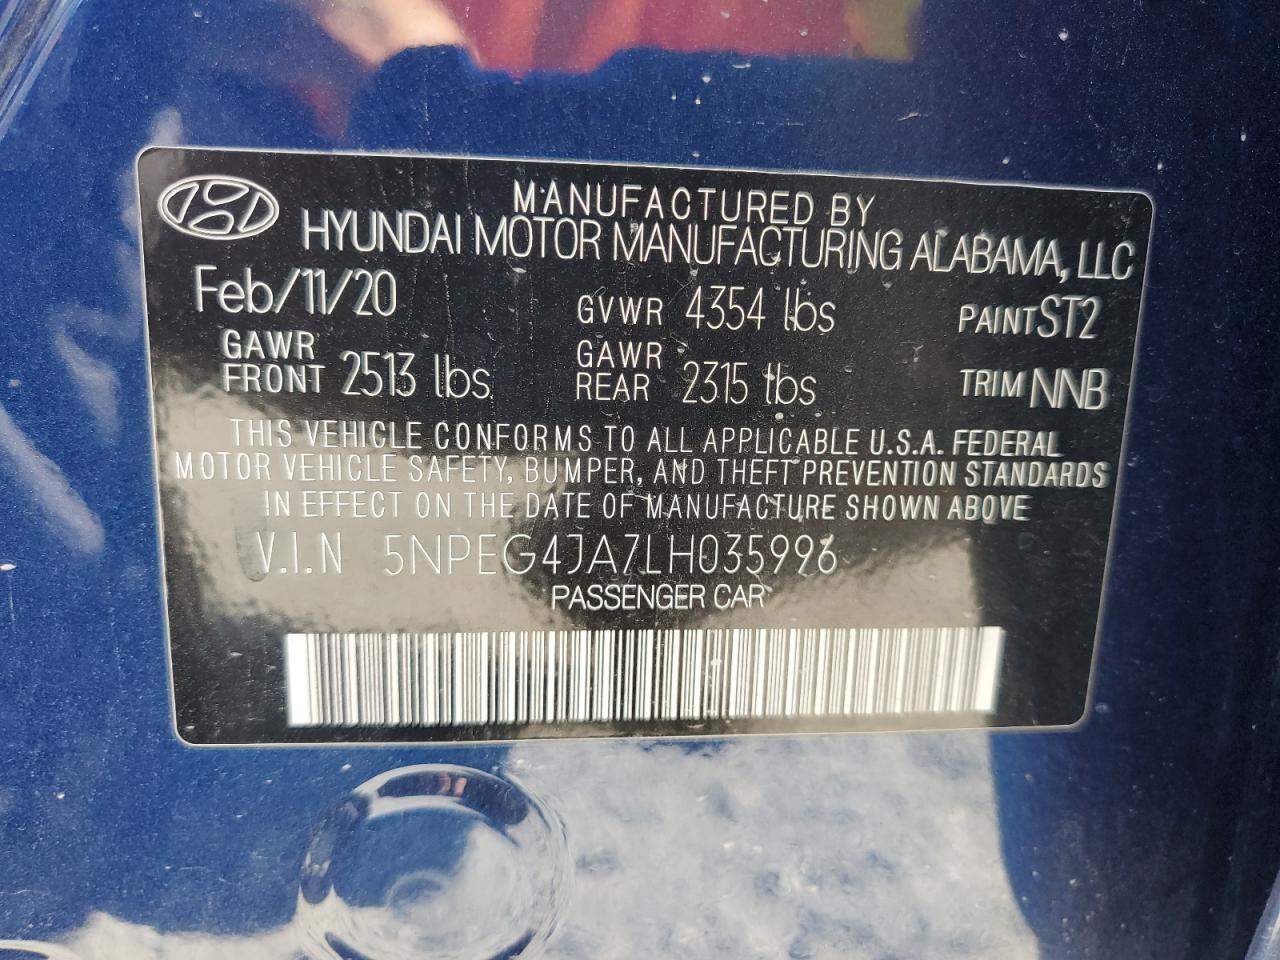 MANUFACTURED BY
HYUNDAI MOTOR MANUFACTURING ALABAMA, LLC
Feb/11/20 GVWR 4354 lbs PAINT ST2
GAWR FRONT 2513 lbs GAWR REAR 2315 lbs TRIM NNB
THIS VEHICLE CONFORMS TO ALL APPLICABLE U.S.A. FEDERAL
MOTOR VEHICLE SAFETY, BUMPER, AND THEFT PREVENTION STANDARDS
IN EFFECT ON THE DATE OF MANUFACTURE SHOWN ABOVE
V.I.N 5NPEG4JA7LH035996
PASSENGER CAR